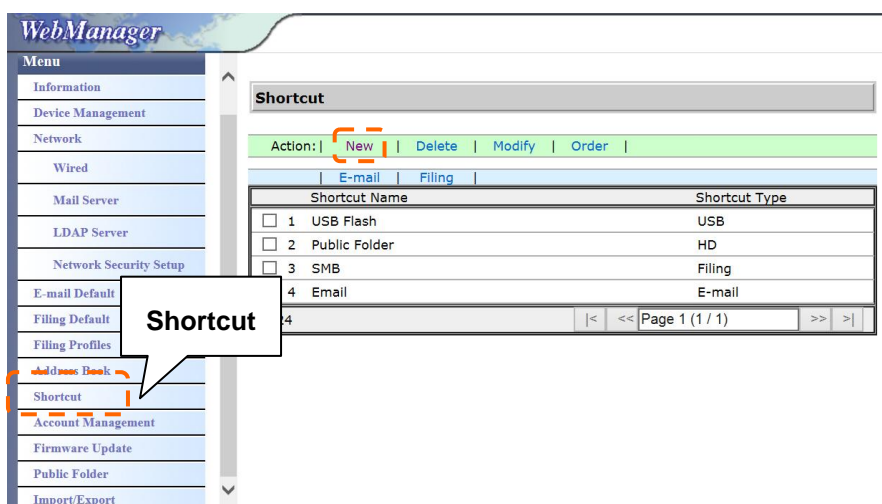 WebManager
Menu
Information
Device Management
Network
Wired
Mail Server
LDAP Server
Network Security Setup
E-mail Default
Filing Default
Filing Profiles
Address Book
Shortcut
Account Management
Firmware Update
Public Folder
Import/Export
Shortcut
Shortcut
Action:| New | Delete | Modify | Order |
| E-mail | Filing |
Shortcut Name Shortcut Type
1 USB Flash USB
2 Public Folder HD
3 SMB Filing
4 Email E-mail
24 |< << Page 1 (1 / 1) >> >|